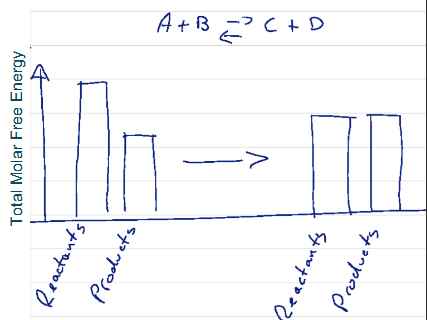 A + B ⇌ C + D
Total Molar Free Energy
Reactants
Products
Reactants
Products